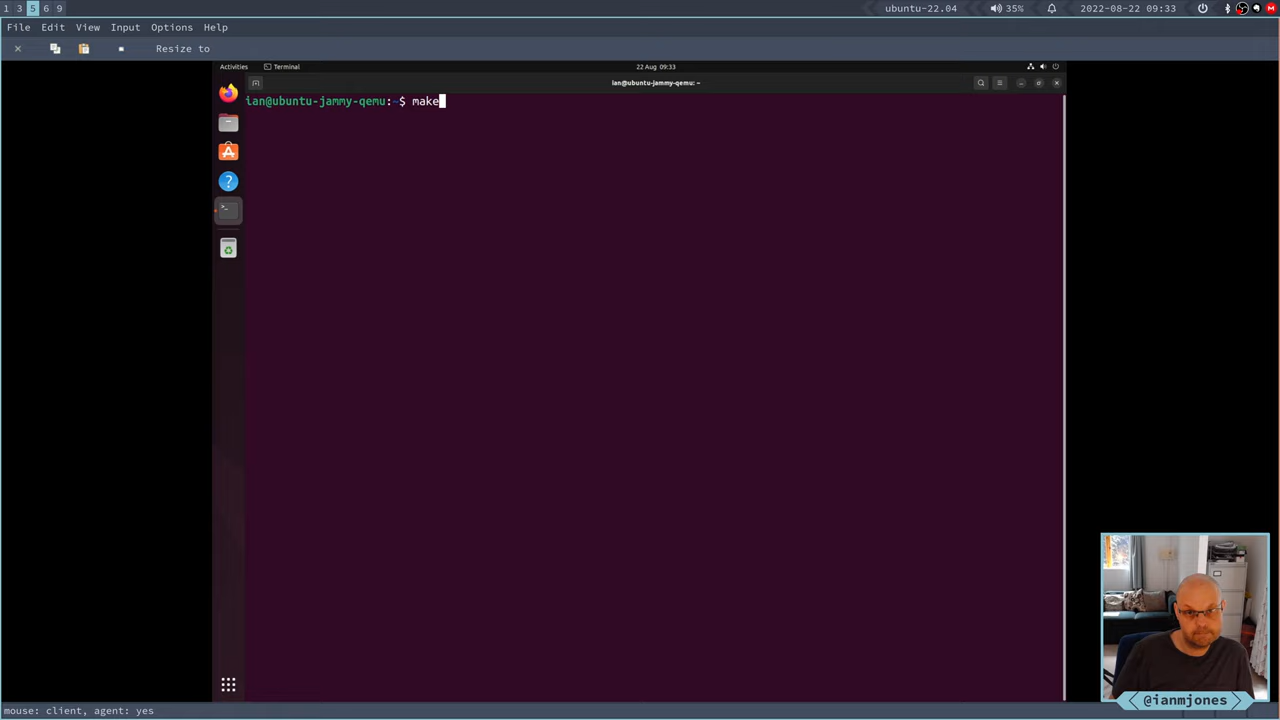 1 3 5 6 9
ubuntu-22.04
35%
2022-08-22 09:33
File Edit View Input Options Help
Resize to
Activities Terminal 22 Aug 09:33
ian@ubuntu-jammy-qemu: ~
ian@ubuntu-jammy-qemu:~$ make
@ianmjones
mouse: client, agent: yes